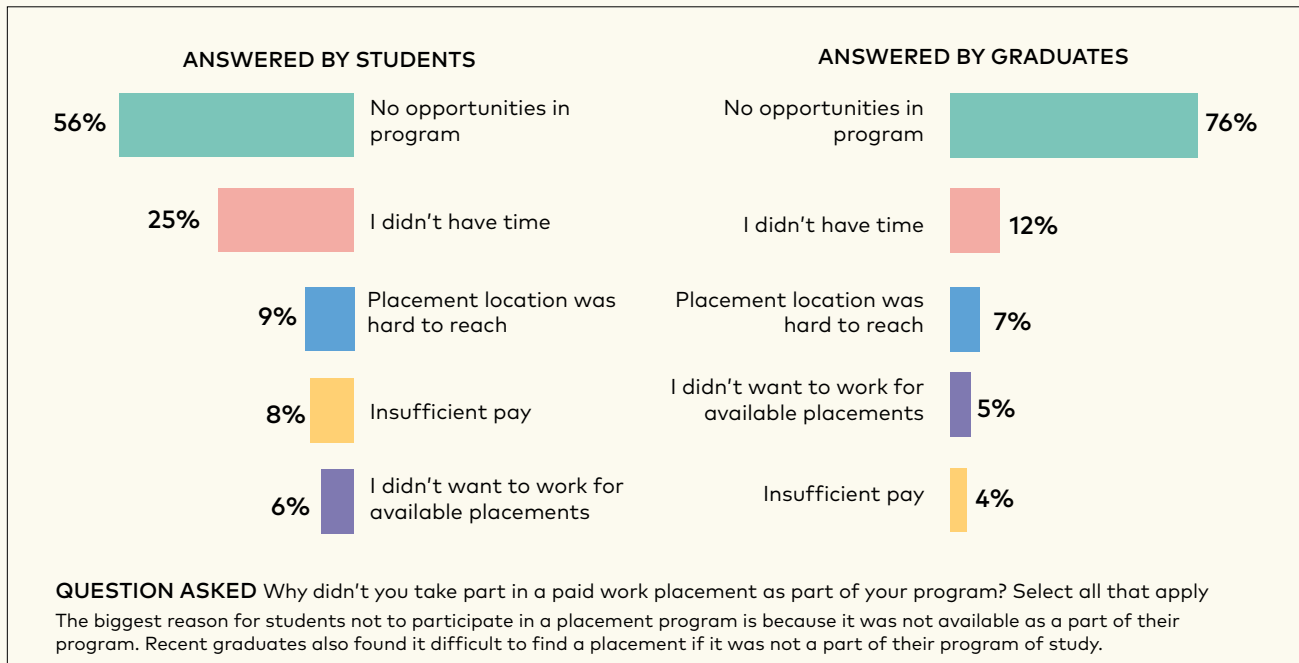 ANSWERED BY STUDENTS
56%
No opportunities in
program
25%
I didn't have time
9%
Placement location was
hard to reach
8%
Insufficient pay
6%
I didn't want to work for
available placements
ANSWERED BY GRADUATES
No opportunities in
program
76%
I didn't have time
12%
Placement location was
hard to reach
7%
I didn't want to work for
available placements
5%
Insufficient pay
4%
QUESTION ASKED Why didn't you take part in a paid work placement as part of your program? Select all that apply
The biggest reason for students not to participate in a placement program is because it was not available as a part of their
program. Recent graduates also found it difficult to find a placement if it was not a part of their program of study.